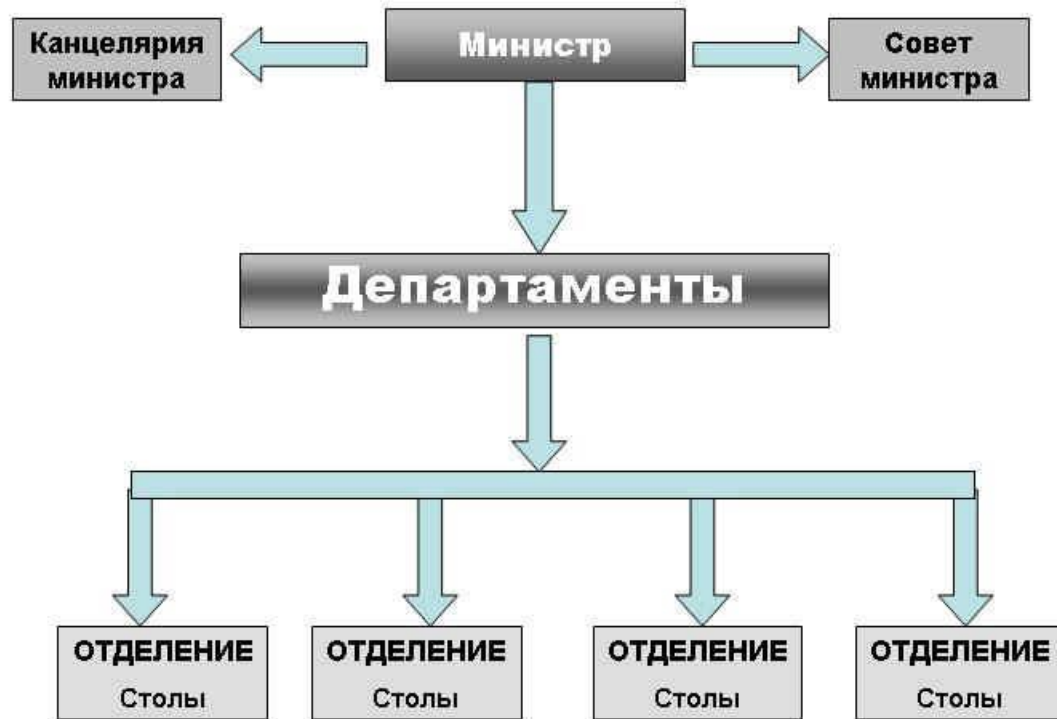 Канцелярия
министра
Министр
Совет
министра
Департаменты
ОТДЕЛЕНИЕ
Столы
ОТДЕЛЕНИЕ
Столы
ОТДЕЛЕНИЕ
Столы
ОТДЕЛЕНИЕ
Столы